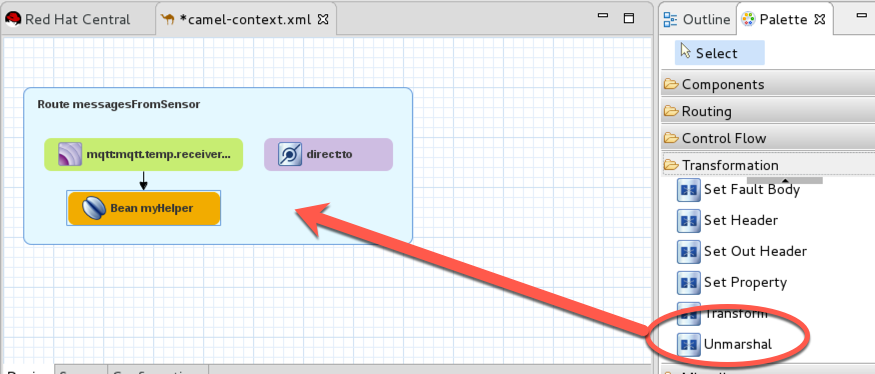 Red Hat Central
*camel-context.xml
Outline
Palette
Select
Components
Routing
Control Flow
Transformation
Set Fault Body
Set Header
Set Out Header
Set Property
Transform
Unmarshal
Route messagesFromSensor
mqtt:mqtt.temp.receiver...
direct:to
Bean myHelper